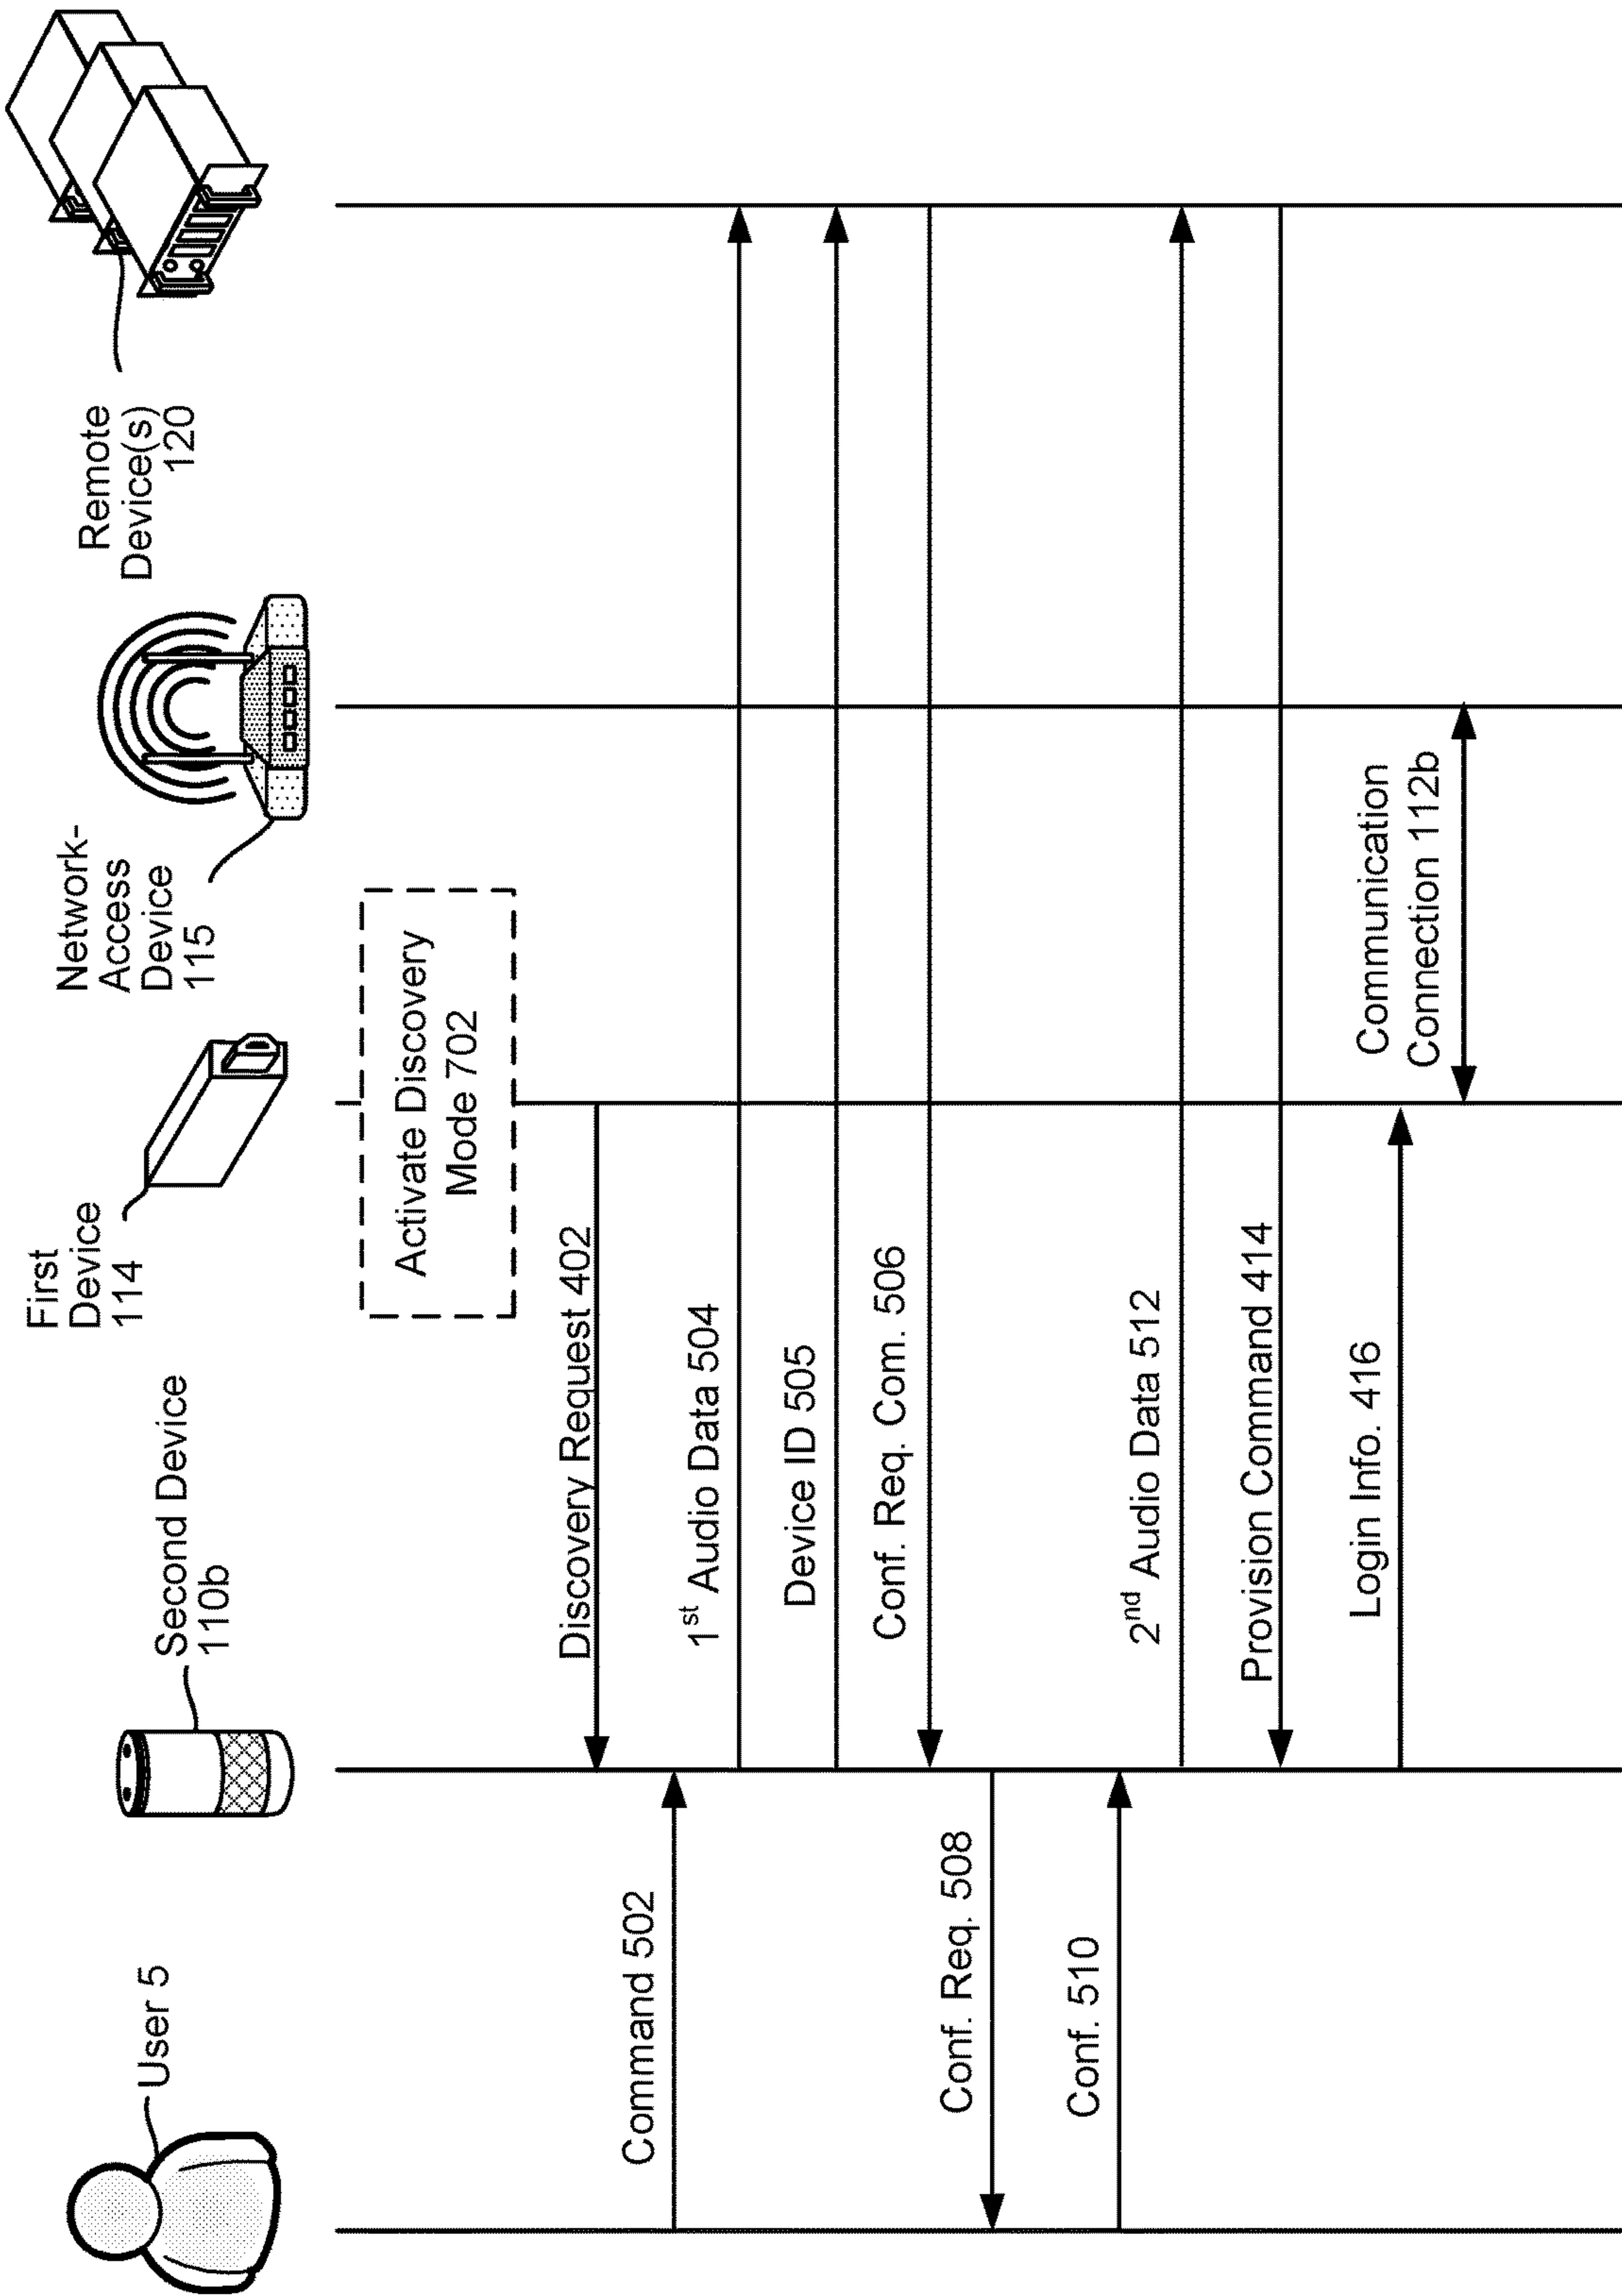 User 5
Second Device
110b
First
Device
114
Network-
Access
Device
115
Remote
Device(s)
120
Activate Discovery
Mode 702
Discovery Request 402
Command 502
1st Audio Data 504
Device ID 505
Conf. Req. Com. 506
Conf. Req. 508
Conf. 510
2nd Audio Data 512
Provision Command 414
Login Info. 416
Communication
Connection 112b